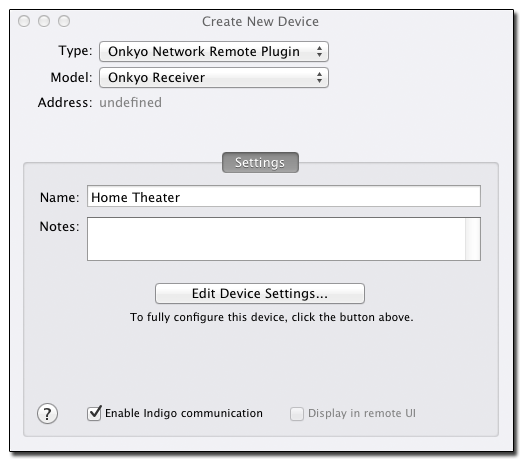 Create New Device
Type: Onkyo Network Remote Plugin
Model: Onkyo Receiver
Address: undefined
Settings
Name: Home Theater
Notes:
Edit Device Settings...
To fully configure this device, click the button above.
? Enable Indigo communication Display in remote UI